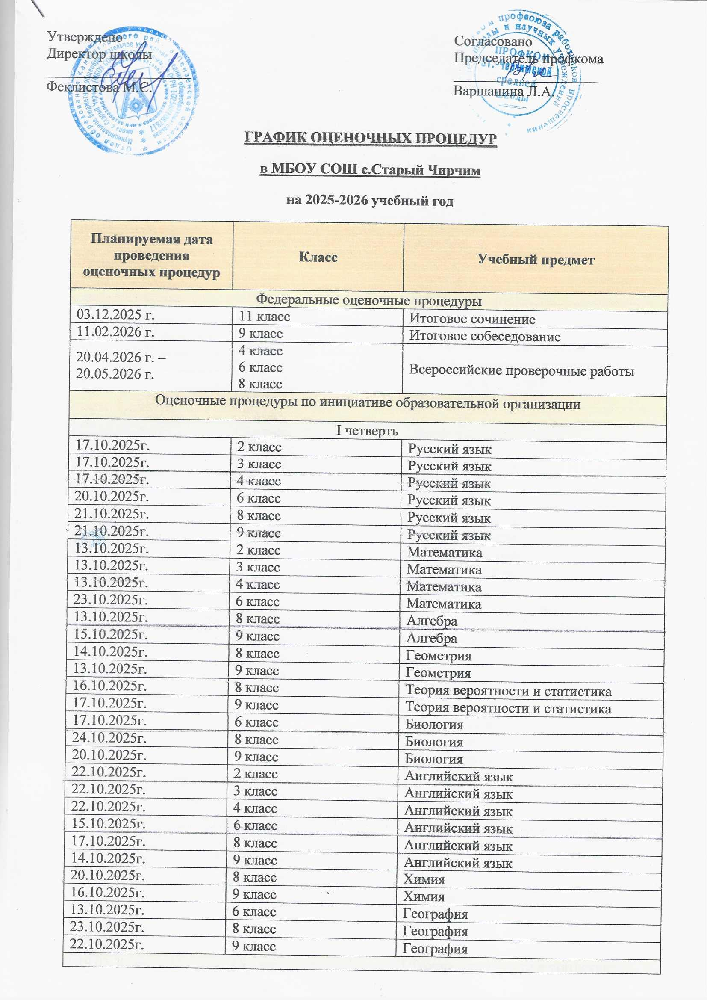 Утверждено
Директор школы
Феклистова М.С.
Согласовано
Председатель профкома
Варшанина Л.А.
ПРОФКОМ
средней
школы
ГРАФИК ОЦЕНОЧНЫХ ПРОЦЕДУР
в МБОУ СОШ с.Старый Чирчим
на 2025-2026 учебный год
Планируемая дата проведения оценочных процедур Класс Учебный предмет
Федеральные оценочные процедуры
03.12.2025 г. 11 класс Итоговое сочинение
11.02.2026 г. 9 класс Итоговое собеседование
20.04.2026 г. –
20.05.2026 г.
4 класс
6 класс
8 класс
Всероссийские проверочные работы
Оценочные процедуры по инициативе образовательной организации
I четверть
17.10.2025г. 2 класс Русский язык
17.10.2025г. 3 класс Русский язык
17.10.2025г. 4 класс Русский язык
20.10.2025г. 6 класс Русский язык
21.10.2025г. 8 класс Русский язык
21.10.2025г. 9 класс Русский язык
13.10.2025г. 2 класс Математика
13.10.2025г. 3 класс Математика
13.10.2025г. 4 класс Математика
23.10.2025г. 6 класс Математика
13.10.2025г. 8 класс Алгебра
15.10.2025г. 9 класс Алгебра
14.10.2025г. 8 класс Геометрия
13.10.2025г. 9 класс Геометрия
16.10.2025г. 8 класс Теория вероятности и статистика
17.10.2025г. 9 класс Теория вероятности и статистика
17.10.2025г. 6 класс Биология
24.10.2025г. 8 класс Биология
20.10.2025г. 9 класс Биология
22.10.2025г. 2 класс Английский язык
22.10.2025г. 3 класс Английский язык
22.10.2025г. 4 класс Английский язык
15.10.2025г. 6 класс Английский язык
17.10.2025г. 8 класс Английский язык
14.10.2025г. 9 класс Английский язык
20.10.2025г. 8 класс Химия
16.10.2025г. 9 класс Химия
13.10.2025г. 6 класс География
23.10.2025г. 8 класс География
22.10.2025г. 9 класс География